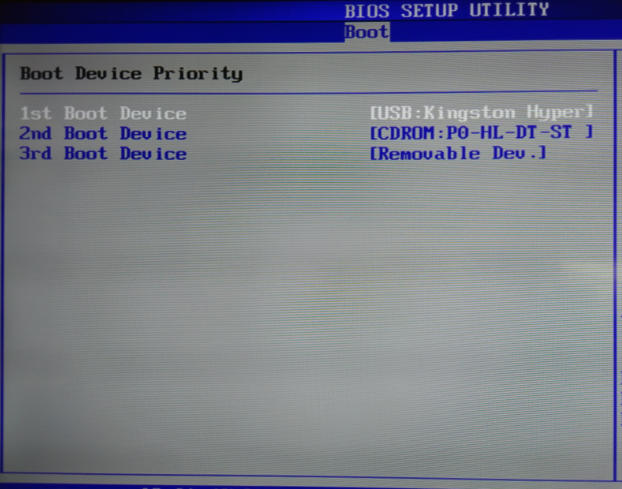 BIOS SETUP UTILITY
Boot
Boot Device Priority
1st Boot Device [USB:Kingston Hyper]
2nd Boot Device [CDROM:P0-HL-DT-ST ]
3rd Boot Device [Removable Dev.]